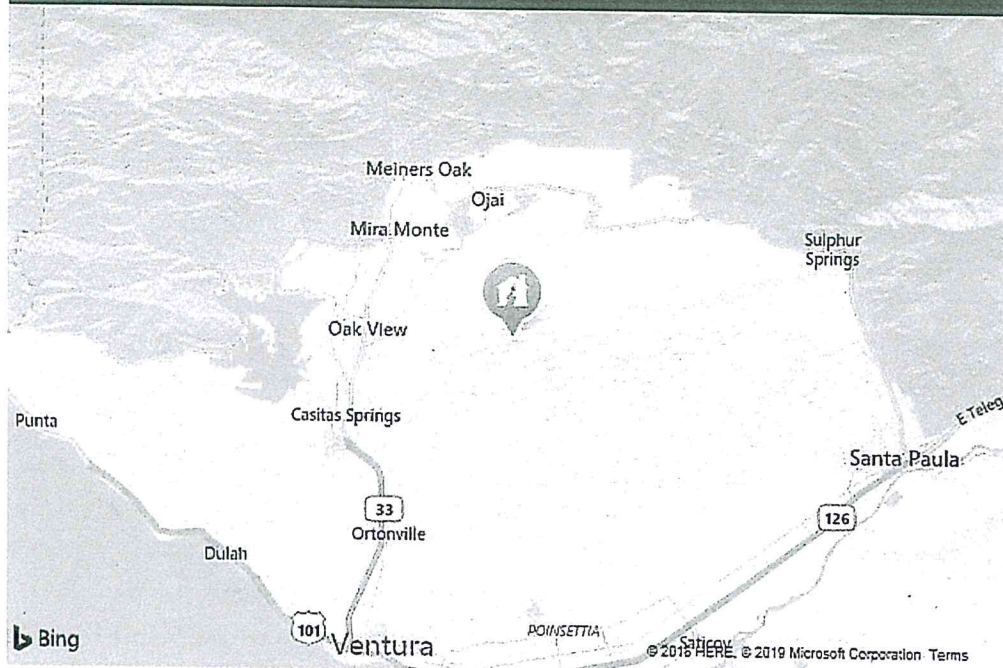 Meiners Oak
Ojai
Mira Monte
Sulphur
Springs
Oak View
Casitas Springs
Punta
E Teleg
Santa Paula
33
126
Ortonville
Dulah
101
Ventura
POINSETTIA
Saticoy
Bing
© 2018 HERE, © 2019 Microsoft Corporation Terms